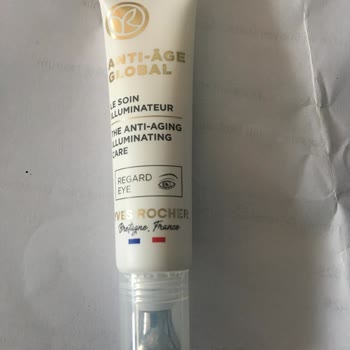 ANTI-ÂGE
GLOBAL
LE SOIN
ILLUMINATEUR
THE ANTI-AGING
ILLUMINATING
CARE
REGARD
EYE
YVES ROCHER
Bretagne, France